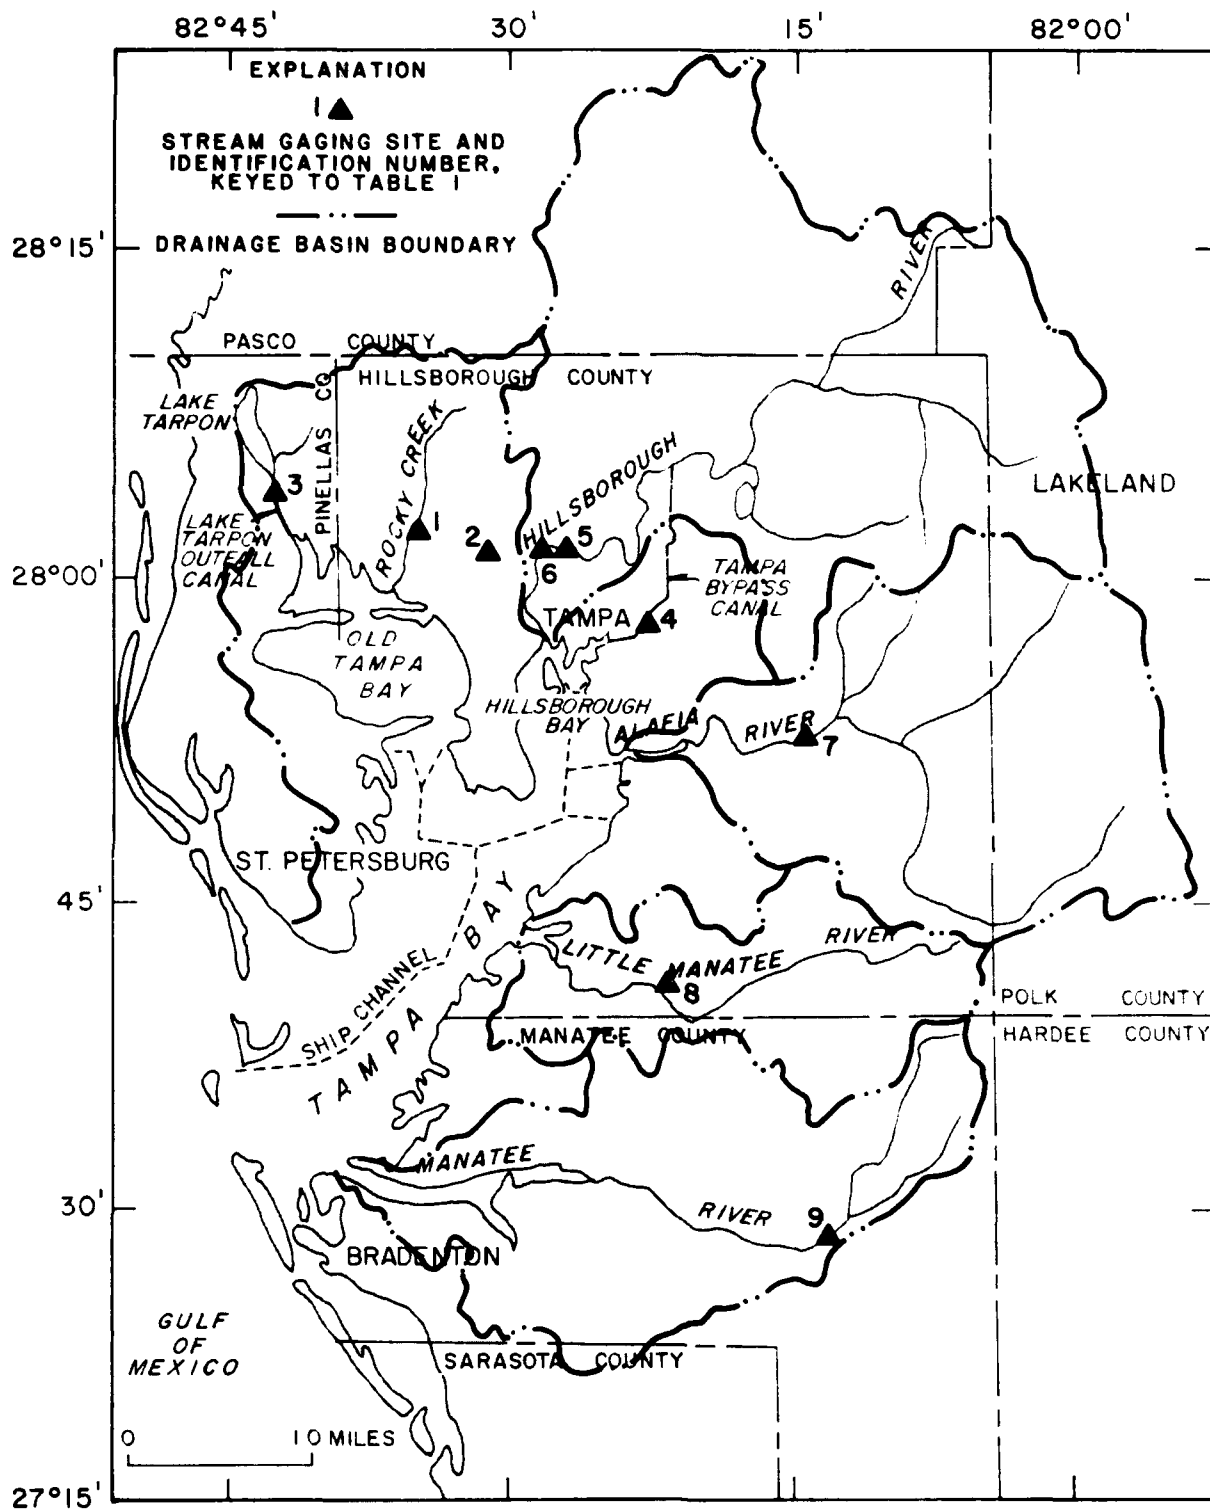 82°45' 30' 15' 82°00'
EXPLANATION
1
STREAM GAGING SITE AND
IDENTIFICATION NUMBER,
KEYED TO TABLE 1
DRAINAGE BASIN BOUNDARY
28°15'
RIVER
PASCO COUNTY
HILLSBOROUGH COUNTY
LAKE
TARPON
PINELLAS CO
ROCKY CREEK
HILLSBOROUGH
LAKELAND
3
1
2
5
6
LAKE
TARPON
OUTFALL
CANAL
28°00'
TAMPA
BYPASS
CANAL
TAMPA
4
OLD
TAMPA
BAY
HILLSBOROUGH
BAY
ALAFIA RIVER
7
ST. PETERSBURG
45'
TAMPA BAY
SHIP CHANNEL
LITTLE MANATEE RIVER
8
POLK COUNTY
HARDEE COUNTY
MANATEE COUNTY
MANATEE RIVER
30'
9
BRADENTON
GULF
OF
MEXICO
SARASOTA COUNTY
0 10 MILES
27°15'